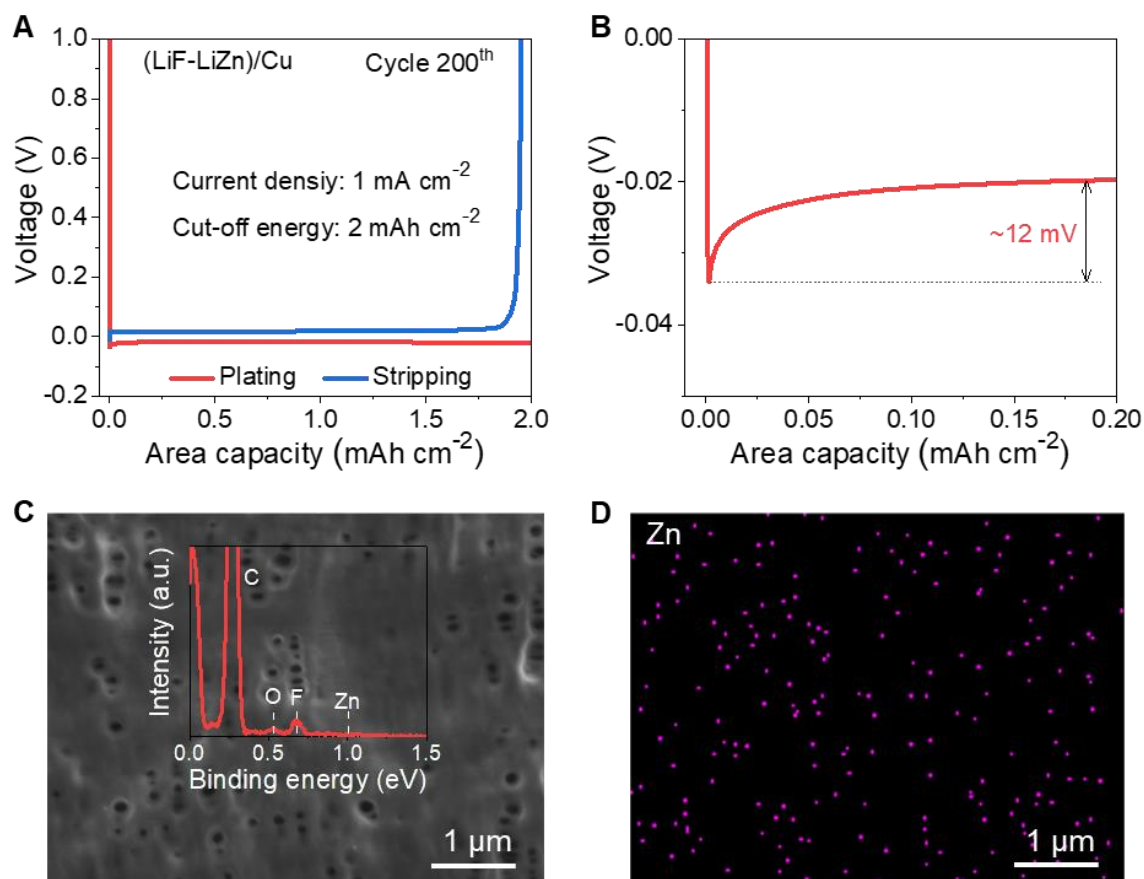 A
(LiF-LiZn)/Cu
Cycle 200th
Current densiy: 1 mA cm−2
Cut-off energy: 2 mAh cm−2
Plating
Stripping
1.0
0.8
0.6
0.4
0.2
0.0
-0.2
Voltage (V)
0.0
0.5
1.0
1.5
2.0
Area capacity (mAh cm−2)
B
0.00
-0.02
-0.04
Voltage (V)
~12 mV
0.00
0.05
0.10
0.15
0.20
Area capacity (mAh cm−2)
C
Intensity (a.u.)
C
O
F
Zn
0.0
0.5
1.0
1.5
Binding energy (eV)
1 μm
D
Zn
1 μm